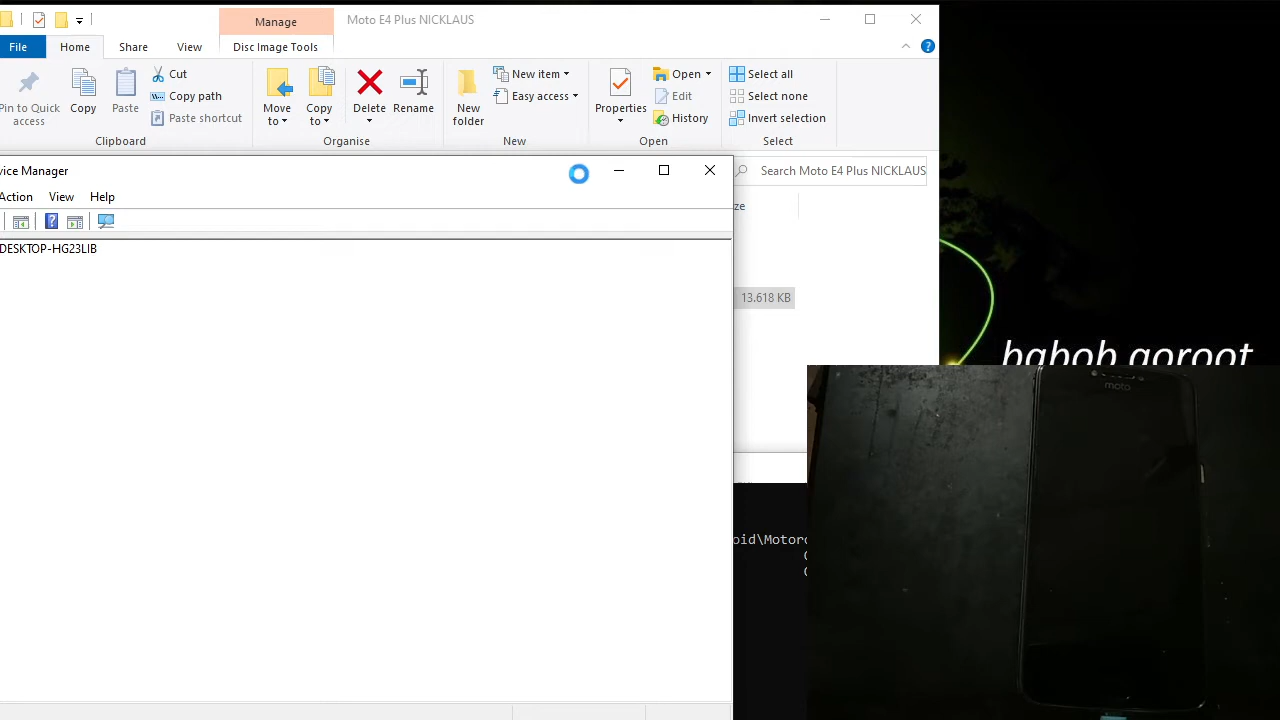 Manage
Moto E4 Plus NICKLAUS
File
Home
Share
View
Disc Image Tools
Pin to Quick access
Copy
Paste
Cut
Copy path
Paste shortcut
Move to
Copy to
Delete
Rename
New folder
New item
Easy access
Properties
Open
Edit
History
Select all
Select none
Invert selection
Clipboard
Organise
New
Open
Select
vice Manager
Search Moto E4 Plus NICKLAUS
Action
View
Help
ze
DESKTOP-HG23LIB
13.618 KB
bahob goroot
moto
oid\Motoro